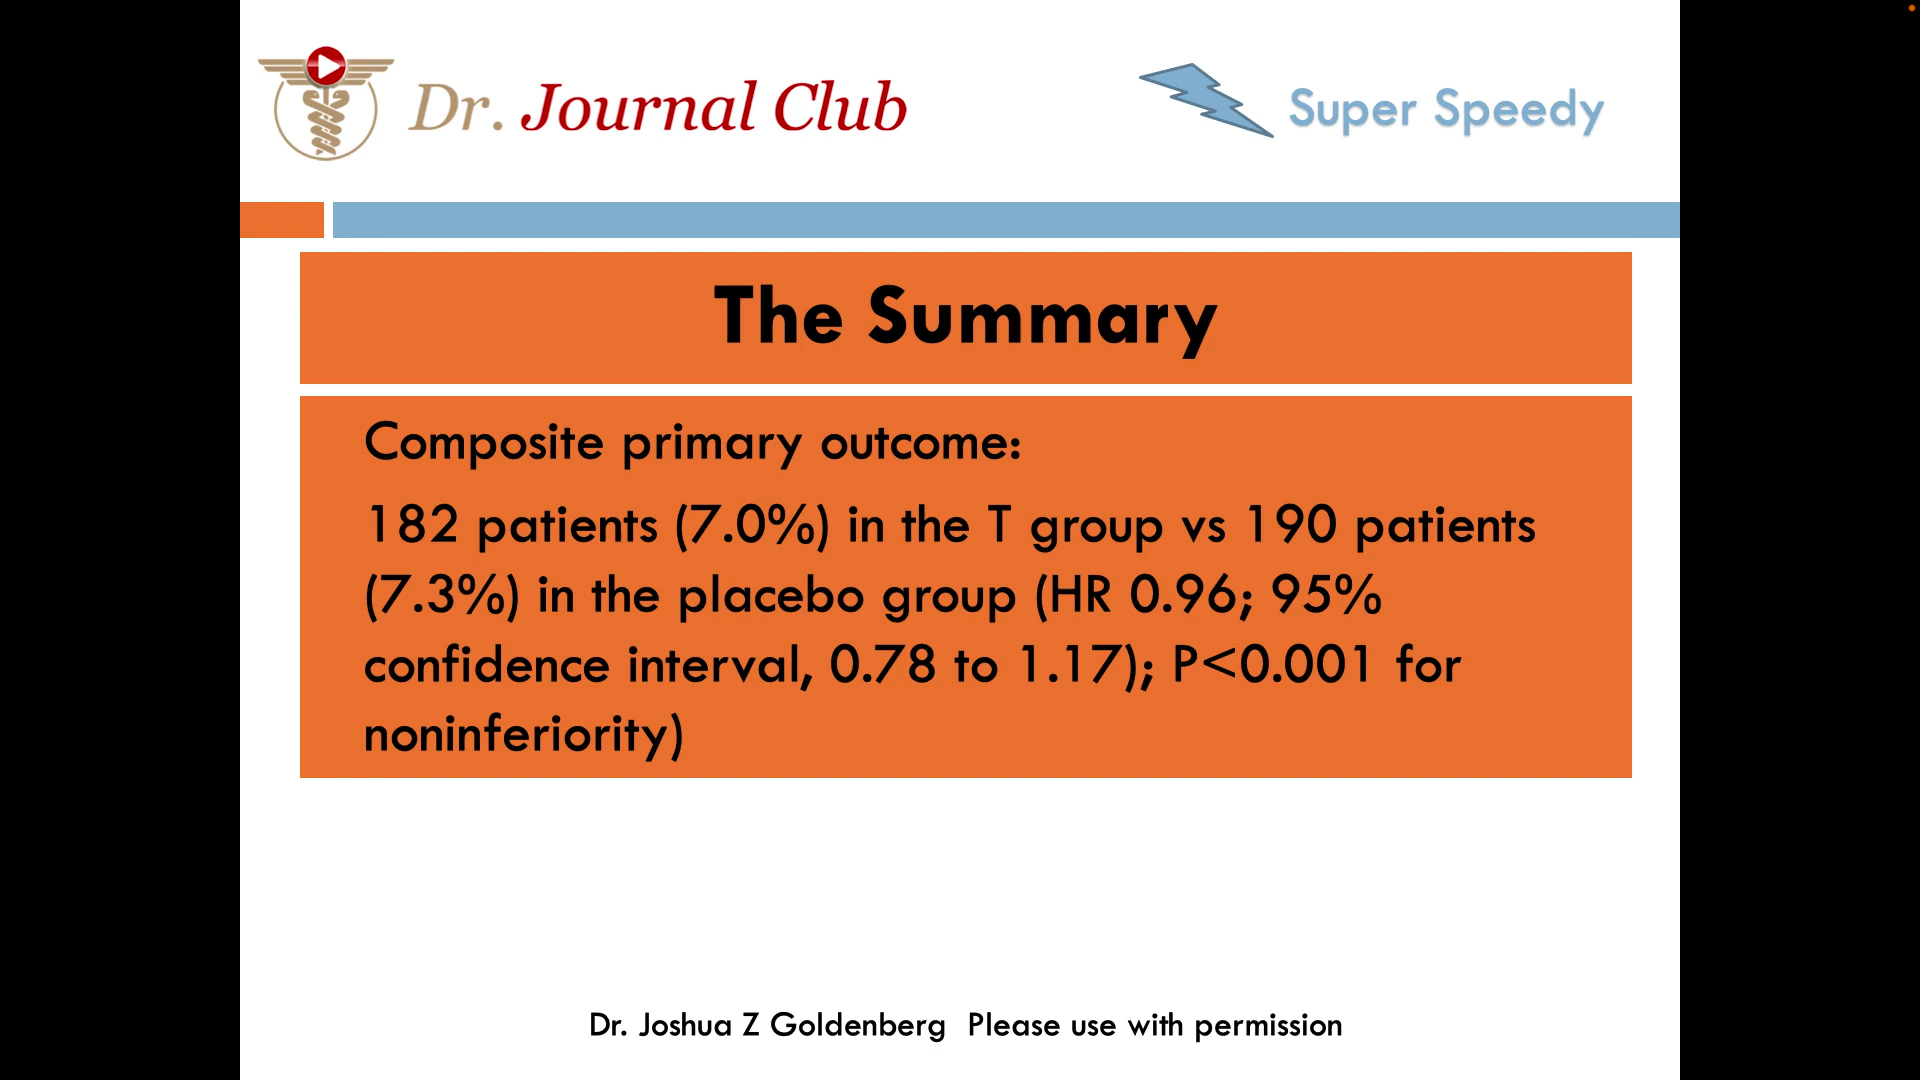 Dr. Journal Club
Super Speedy
The Summary
Composite primary outcome:
182 patients (7.0%) in the T group vs 190 patients
(7.3%) in the placebo group (HR 0.96; 95%
confidence interval, 0.78 to 1.17); P<0.001 for
noninferiority)
Dr. Joshua Z Goldenberg  Please use with permission